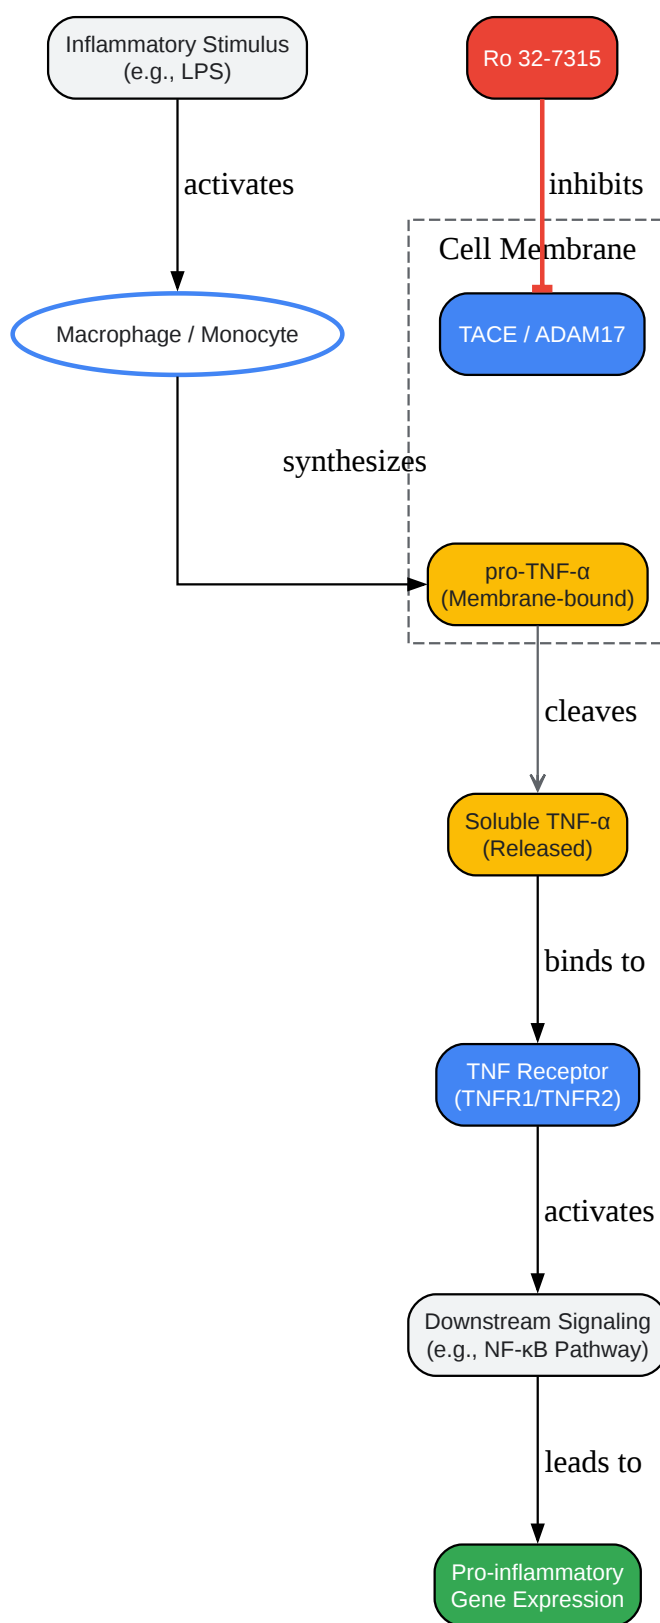 Inflammatory Stimulus
(e.g., LPS)
Ro 32-7315
activates
inhibits
Cell Membrane
Macrophage / Monocyte
TACE / ADAM17
synthesizes
pro-TNF-α
(Membrane-bound)
cleaves
Soluble TNF-α
(Released)
binds to
TNF Receptor
(TNFR1/TNFR2)
activates
Downstream Signaling
(e.g., NF-κB Pathway)
leads to
Pro-inflammatory
Gene Expression